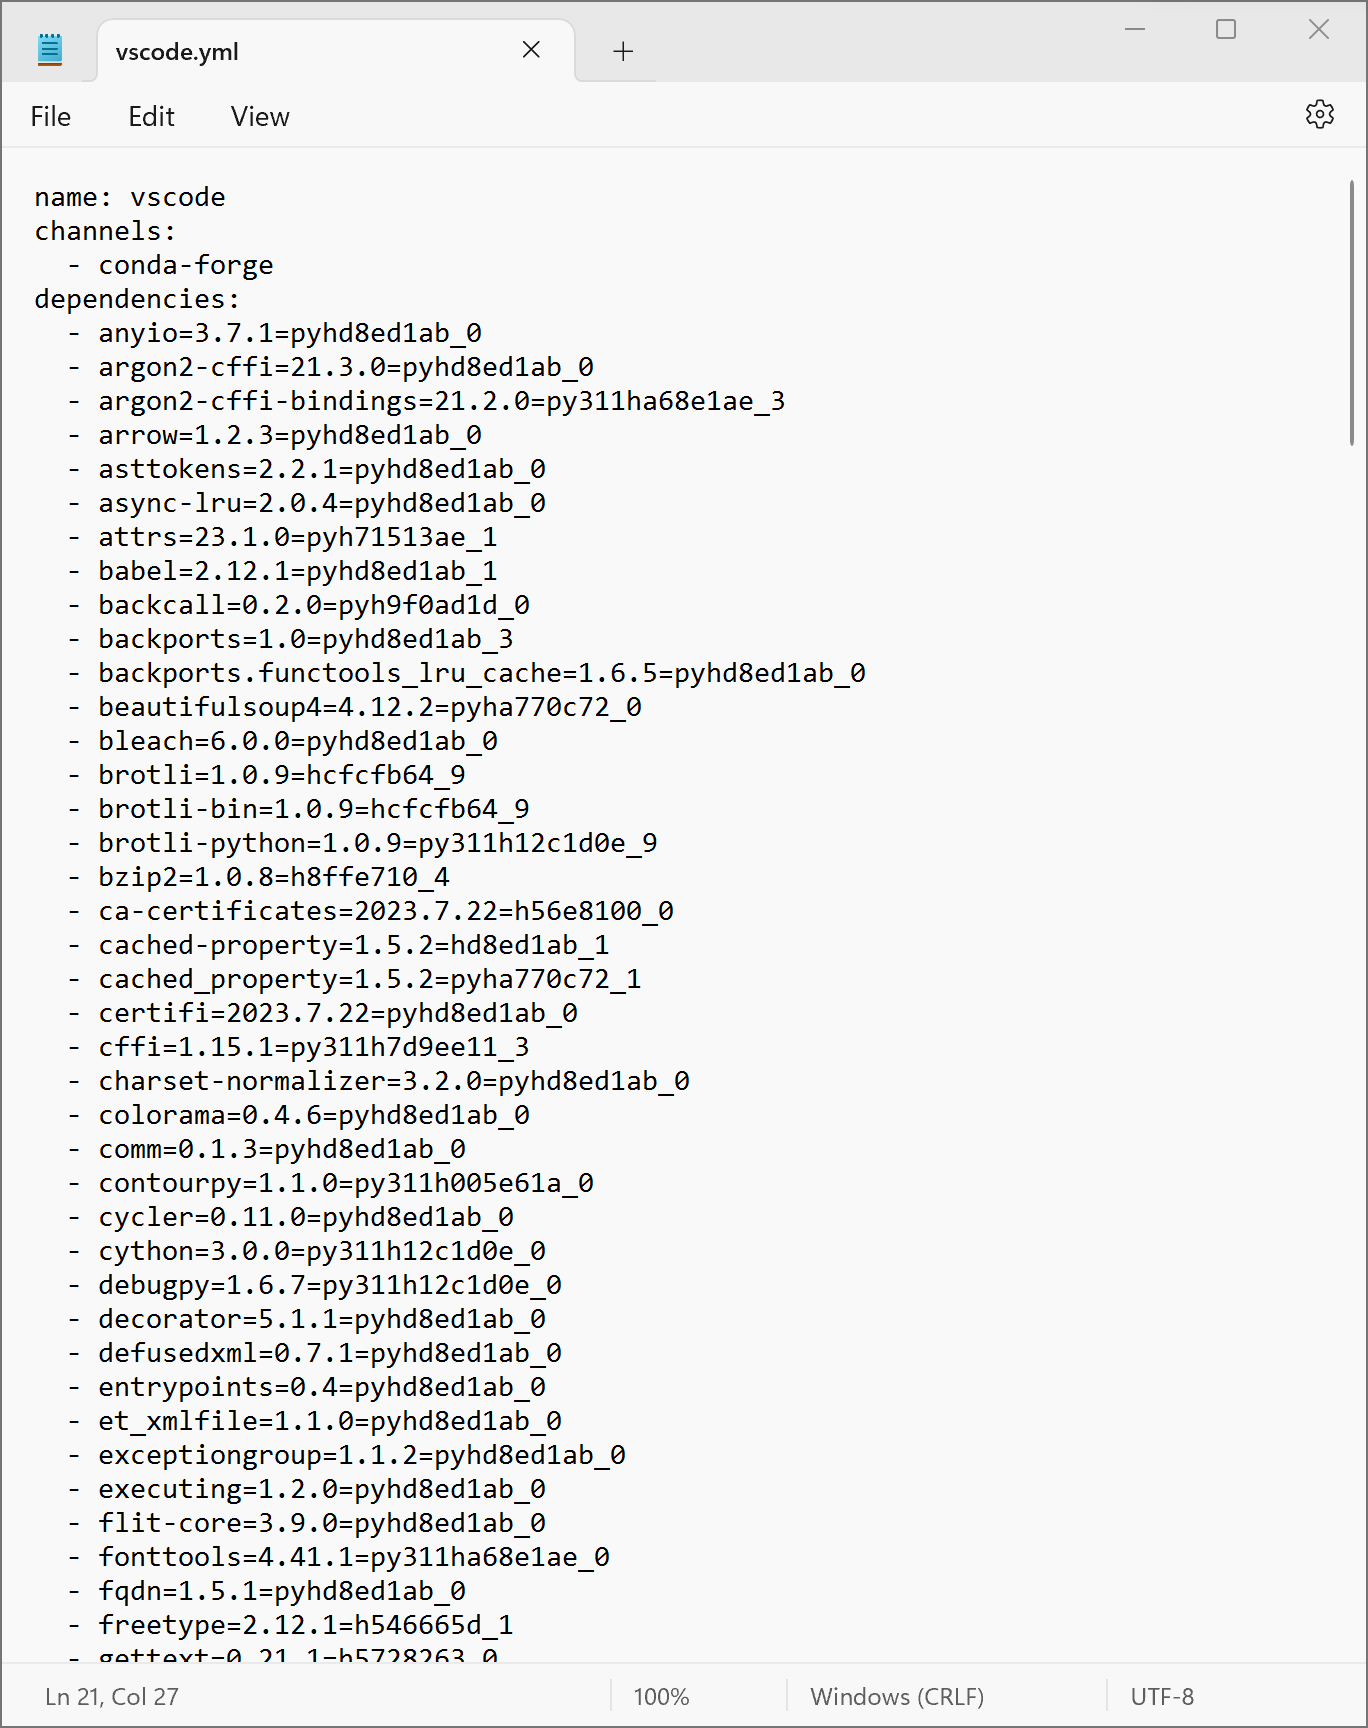 vscode.yml
File Edit View
name: vscode
channels:
  - conda-forge
dependencies:
  - anyio=3.7.1=pyhd8ed1ab_0
  - argon2-cffi=21.3.0=pyhd8ed1ab_0
  - argon2-cffi-bindings=21.2.0=py311ha68e1ae_3
  - arrow=1.2.3=pyhd8ed1ab_0
  - asttokens=2.2.1=pyhd8ed1ab_0
  - async-lru=2.0.4=pyhd8ed1ab_0
  - attrs=23.1.0=pyh71513ae_1
  - babel=2.12.1=pyhd8ed1ab_1
  - backcall=0.2.0=pyh9f0ad1d_0
  - backports=1.0=pyhd8ed1ab_3
  - backports.functools_lru_cache=1.6.5=pyhd8ed1ab_0
  - beautifulsoup4=4.12.2=pyha770c72_0
  - bleach=6.0.0=pyhd8ed1ab_0
  - brotli=1.0.9=hcfcfb64_9
  - brotli-bin=1.0.9=hcfcfb64_9
  - brotli-python=1.0.9=py311h12c1d0e_9
  - bzip2=1.0.8=h8ffe710_4
  - ca-certificates=2023.7.22=h56e8100_0
  - cached-property=1.5.2=hd8ed1ab_1
  - cached_property=1.5.2=pyha770c72_1
  - certifi=2023.7.22=pyhd8ed1ab_0
  - cffi=1.15.1=py311h7d9ee11_3
  - charset-normalizer=3.2.0=pyhd8ed1ab_0
  - colorama=0.4.6=pyhd8ed1ab_0
  - comm=0.1.3=pyhd8ed1ab_0
  - contourpy=1.1.0=py311h005e61a_0
  - cycler=0.11.0=pyhd8ed1ab_0
  - cython=3.0.0=py311h12c1d0e_0
  - debugpy=1.6.7=py311h12c1d0e_0
  - decorator=5.1.1=pyhd8ed1ab_0
  - defusedxml=0.7.1=pyhd8ed1ab_0
  - entrypoints=0.4=pyhd8ed1ab_0
  - et_xmlfile=1.1.0=pyhd8ed1ab_0
  - exceptiongroup=1.1.2=pyhd8ed1ab_0
  - executing=1.2.0=pyhd8ed1ab_0
  - flit-core=3.9.0=pyhd8ed1ab_0
  - fonttools=4.41.1=py311ha68e1ae_0
  - fqdn=1.5.1=pyhd8ed1ab_0
  - freetype=2.12.1=h546665d_1
  - gettext=0.21.1=h5728263_0
Ln 21, Col 27 100% Windows (CRLF) UTF-8